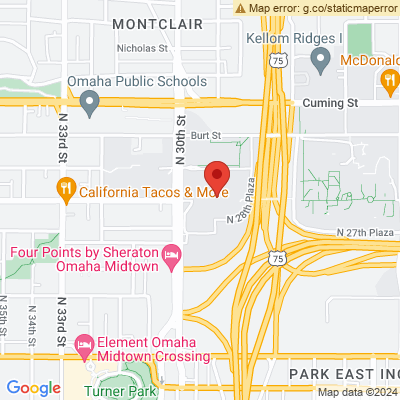 Map error: g.co/staticmaperror
MONTCLAIR
Kellom Ridges I
Nicholas St
75
Omaha Public Schools
McDonald
Cuming St
N 33rd St
N 30th St
Burt St
California Tacos & More
N 28th Plaza
N 27th Plaza
Four Points by Sheraton
Omaha Midtown
75
N 35th St
N 34th St
N 33rd St
Element Omaha
Midtown Crossing
PARK EAST INC
Google
Turner Park
Map data ©2024